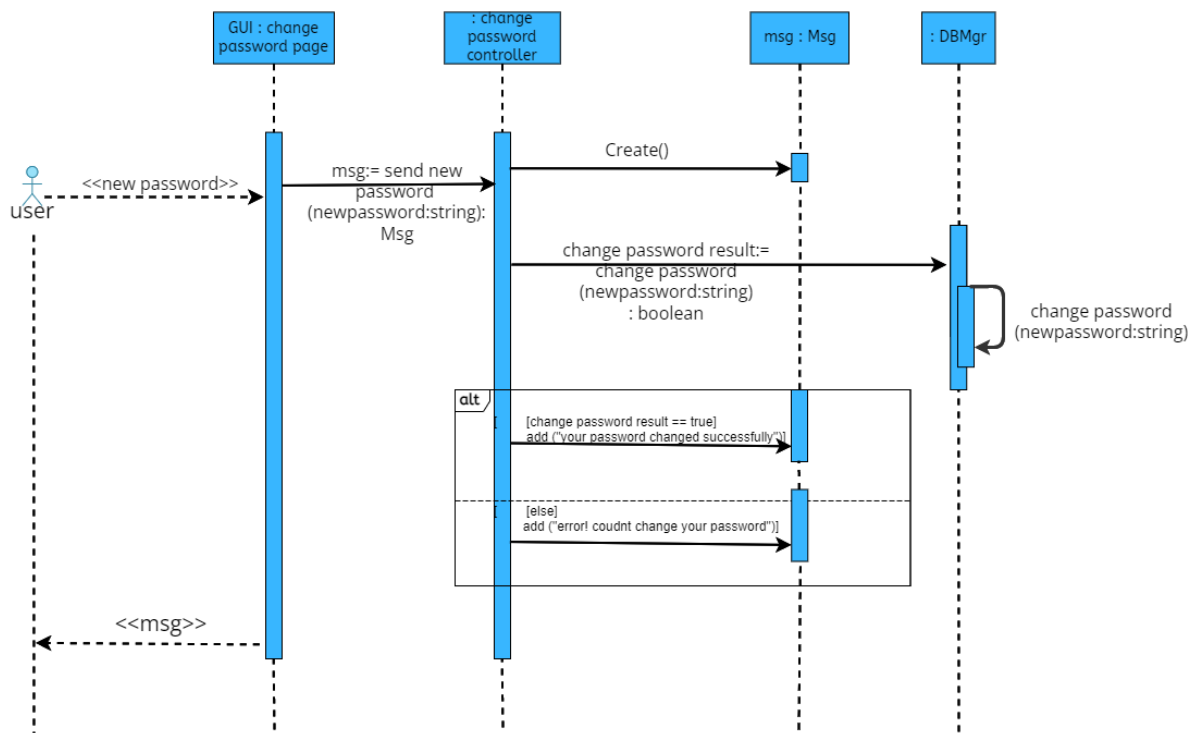 GUI : change
password page
: change
password
controller
msg : Msg
: DBMgr
user
<<new password>>
msg:= send new
password
(newpassword:string):
Msg
Create()
change password result:=
change password
(newpassword:string)
: boolean
change password
(newpassword:string)
alt
[ [change password result == true]
add ("your password changed successfully")]
[ [else]
add ("error! coudnt change your password")]
<<msg>>